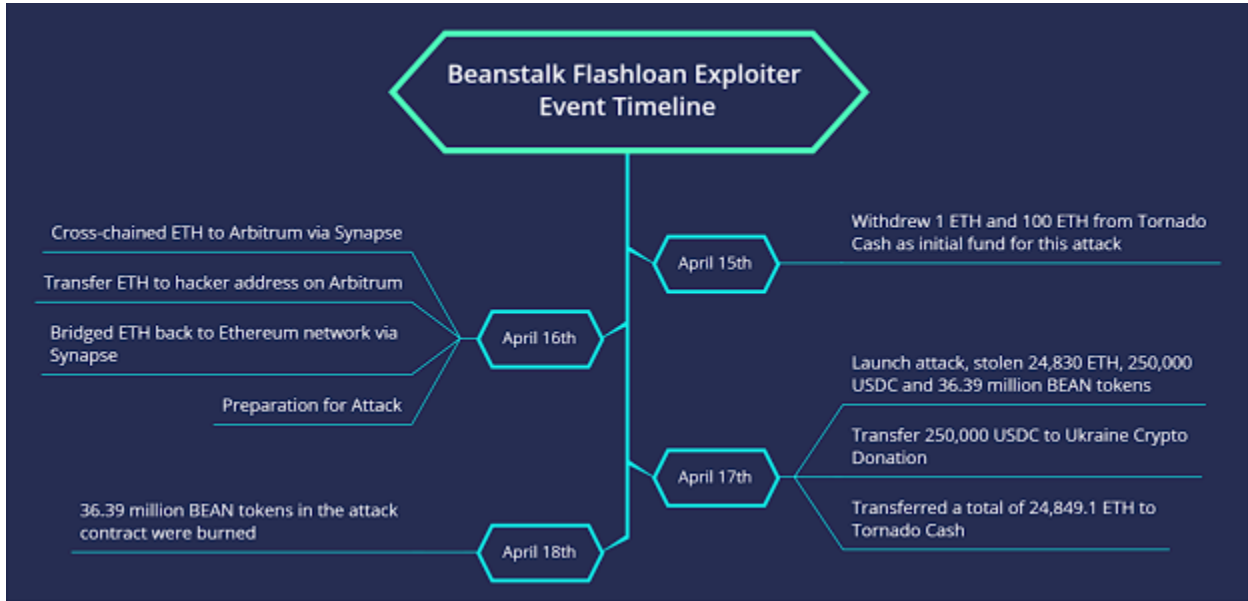 Beanstalk Flashloan Exploiter
Event Timeline
April 15th
Withdrew 1 ETH and 100 ETH from Tornado
Cash as initial fund for this attack
April 16th
Cross-chained ETH to Arbitrum via Synapse
Transfer ETH to hacker address on Arbitrum
Bridged ETH back to Ethereum network via
Synapse
Preparation for Attack
April 17th
Launch attack, stolen 24,830 ETH, 250,000
USDC and 36.39 million BEAN tokens
Transfer 250,000 USDC to Ukraine Crypto
Donation
Transferred a total of 24,849.1 ETH to
Tornado Cash
April 18th
36.39 million BEAN tokens in the attack
contract were burned